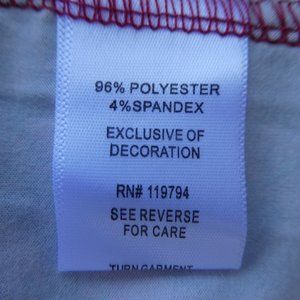 96% POLYESTER
4%SPANDEX
EXCLUSIVE OF
DECORATION
RN# 119794
SEE REVERSE
FOR CARE
TURN GARMENT